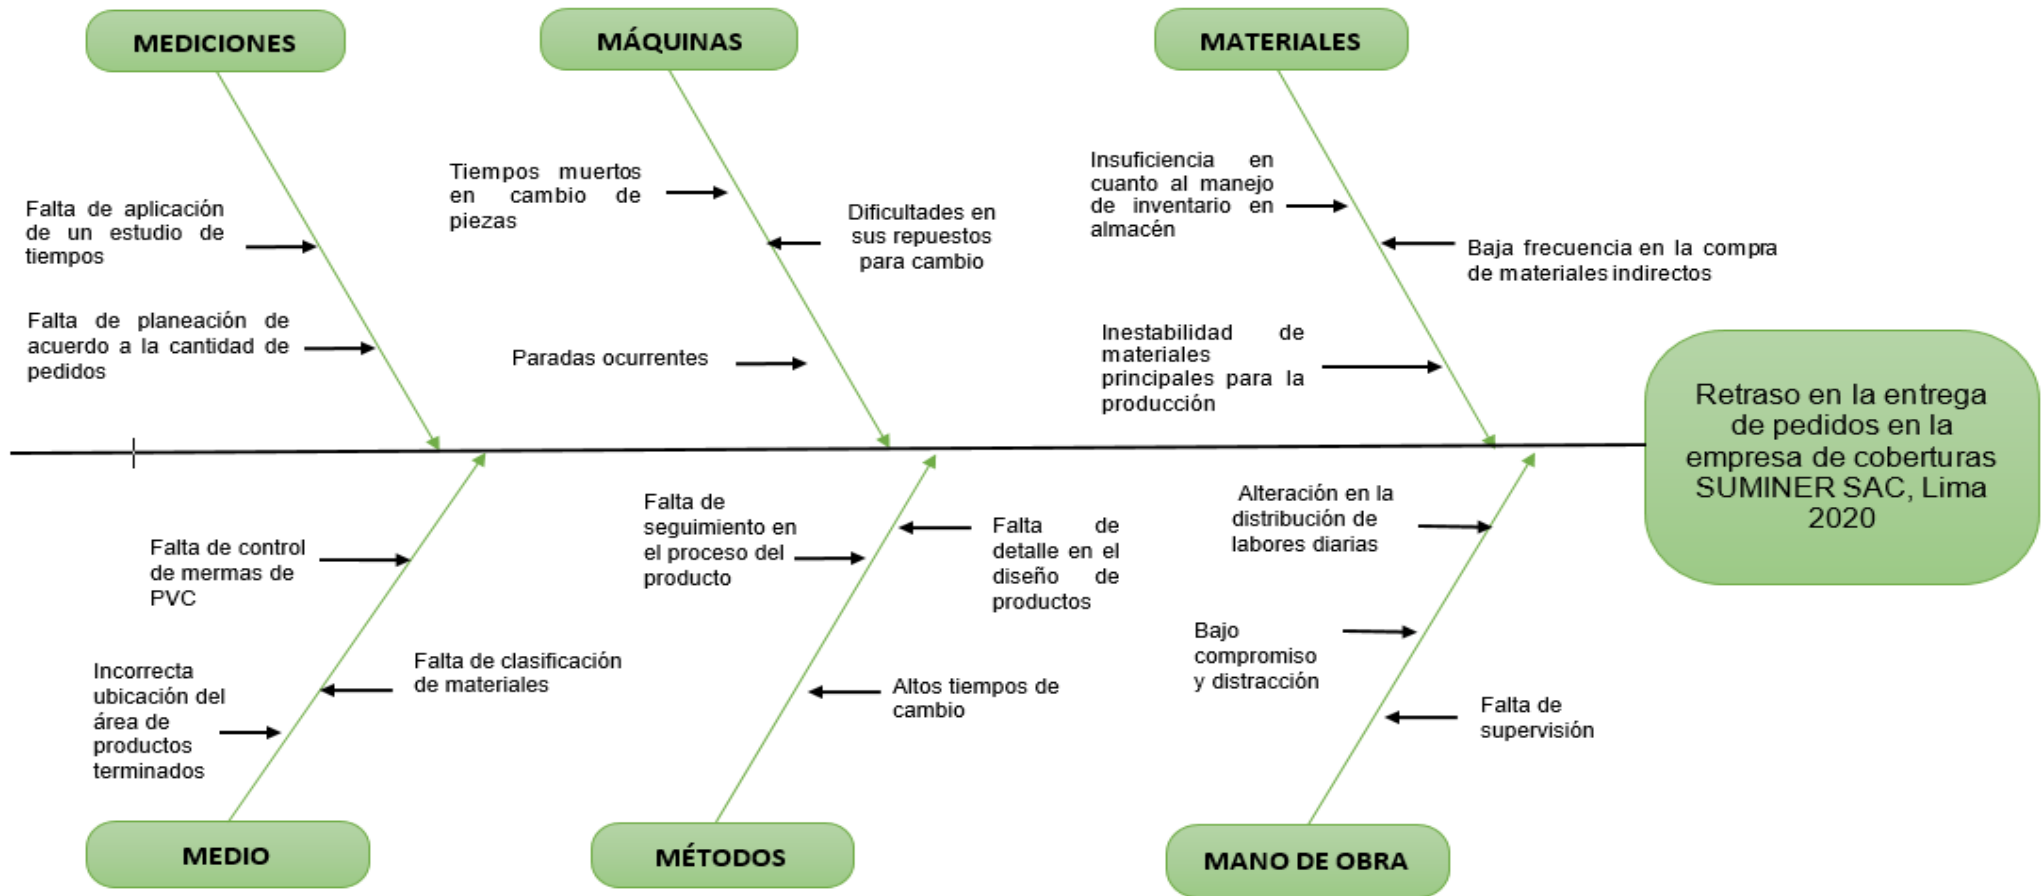 MEDICIONES
MÁQUINAS
MATERIALES
Falta de aplicación
de un estudio de
tiempos
Falta de planeación de
acuerdo a la cantidad de
pedidos
Tiempos muertos
en cambio de
piezas
Dificultades en
sus repuestos
para cambio
Paradas ocurrentes
Insuficiencia en
cuanto al manejo
de inventario en
almacén
Baja frecuencia en la compra
de materiales indirectos
Inestabilidad de
materiales
principales para la
producción
Retraso en la entrega
de pedidos en la
empresa de coberturas
SUMINER SAC, Lima
2020
Falta de control
de mermas de
PVC
Incorrecta
ubicación del
área de
productos
terminados
Falta de clasificación
de materiales
Falta de
seguimiento en
el proceso del
producto
Falta de
detalle en el
diseño de
productos
Altos tiempos de
cambio
Alteración en la
distribución de
labores diarias
Bajo
compromiso
y distracción
Falta de
supervisión
MEDIO
MÉTODOS
MANO DE OBRA